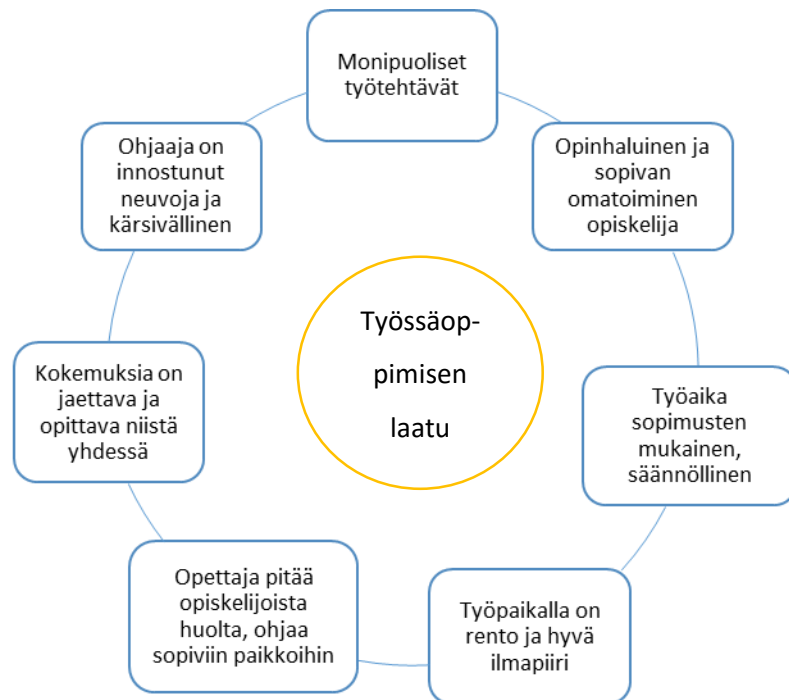 Monipuoliset
työtehtävät
Opinhaluinen ja
sopivan
omatoiminen
opiskelija
Työaika
sopimusten
mukainen,
säännöllinen
Työpaikalla on
rento ja hyvä
ilmapiiri
Opettaja pitää
opiskelijoista
huolta, ohjaa
sopiviin paikkoihin
Kokemuksia on
jaettava ja
opittava niistä
yhdessä
Ohjaaja on
innostunut
neuvoja ja
kärsivällinen
Työssäop-
pimisen
laatu